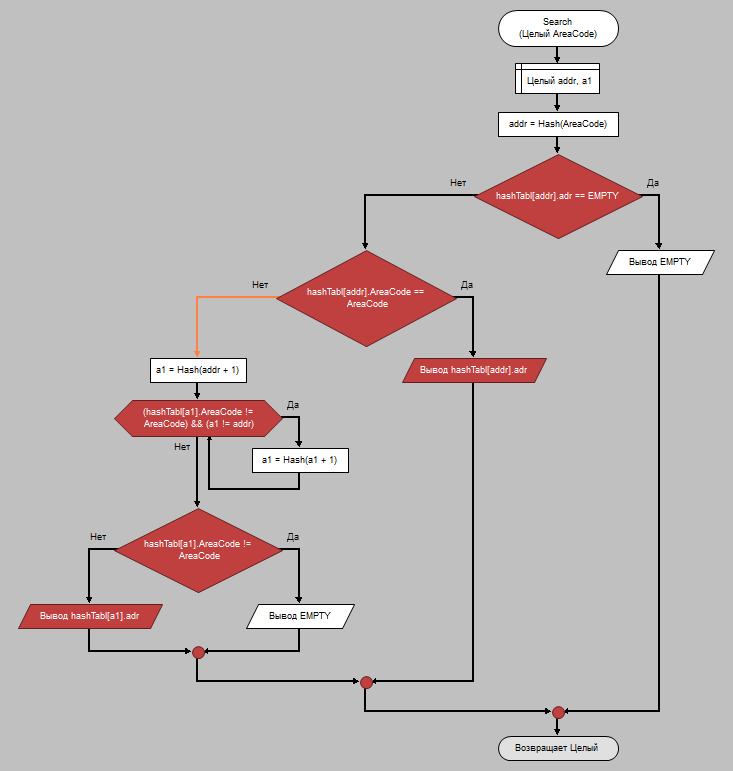 Search
(Целый AreaCode)
Целый addr, a1
addr = Hash(AreaCode)
Нет
Да
hashTabl[addr].adr == EMPTY
Вывод EMPTY
Нет
Да
hashTabl[addr].AreaCode ==
AreaCode
a1 = Hash(addr + 1)
Вывод hashTabl[addr].adr
(hashTabl[a1].AreaCode !=
AreaCode) && (a1 != addr)
Да
Нет
a1 = Hash(a1 + 1)
Нет
Да
hashTabl[a1].AreaCode !=
AreaCode
Вывод hashTabl[a1].adr
Вывод EMPTY
Возвращает Целый